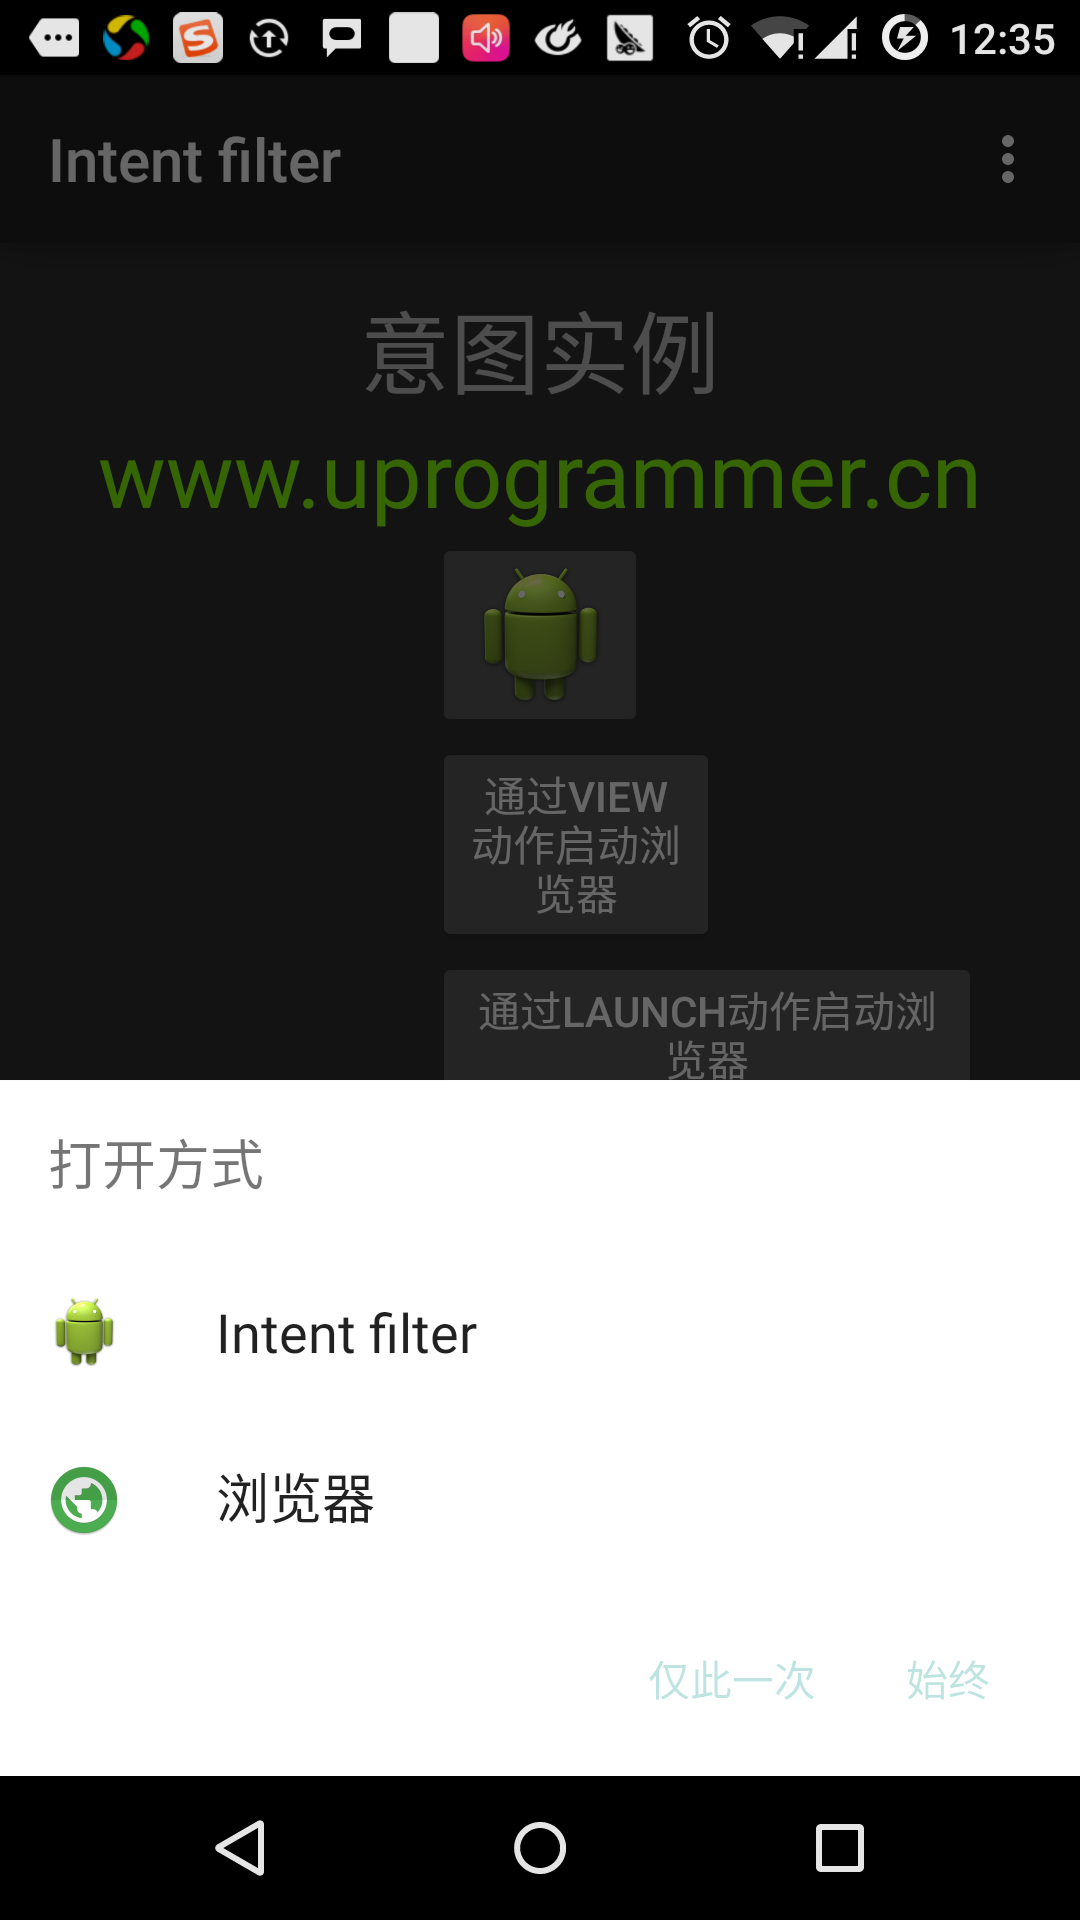 12:35
Intent filter
意图实例
www.uprogrammer.cn
通过VIEW
动作启动浏
览器
通过LAUNCH动作启动浏
览器
打开方式
Intent filter
浏览器
仅此一次 始终